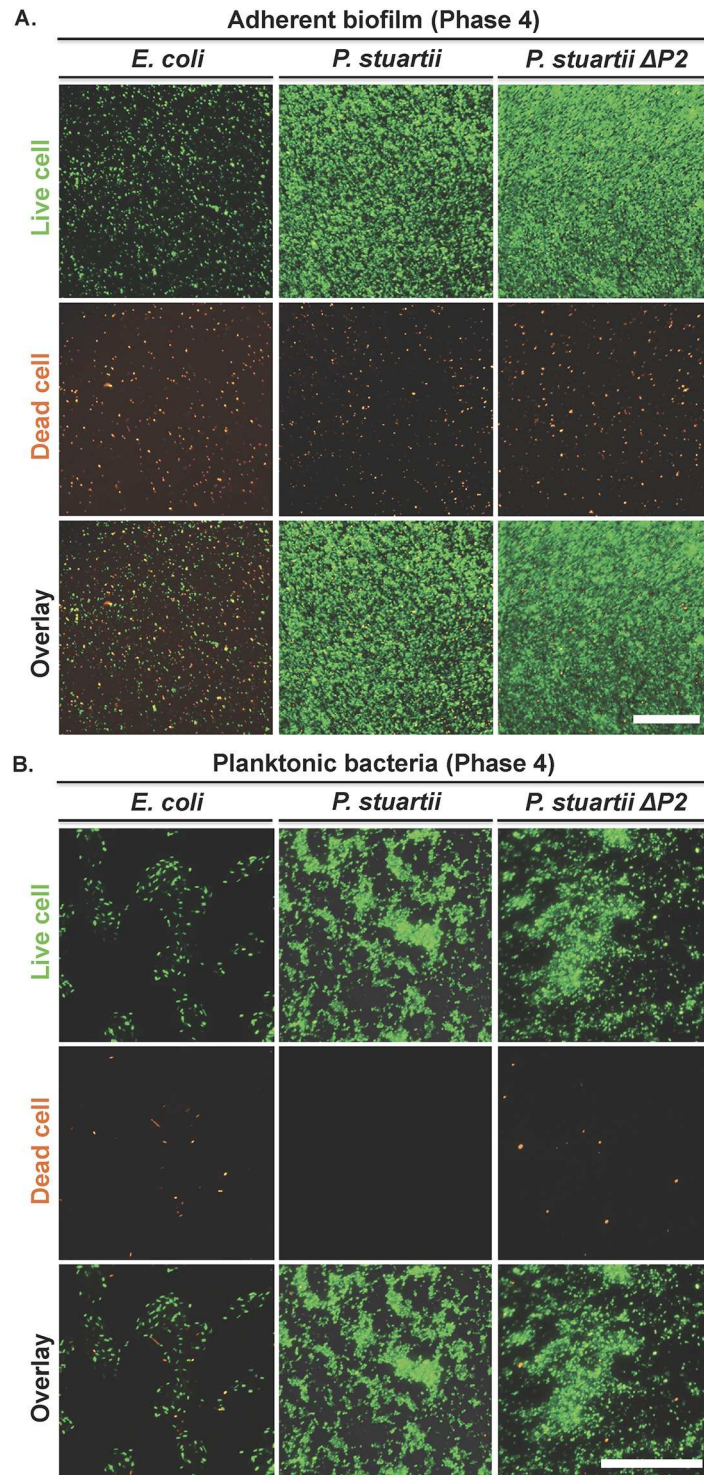 A.
Adherent biofilm (Phase 4)
E. coli P. stuartii P. stuartii ΔP2
Live cell
Dead cell
Overlay
B.
Planktonic bacteria (Phase 4)
E. coli P. stuartii P. stuartii ΔP2
Live cell
Dead cell
Overlay